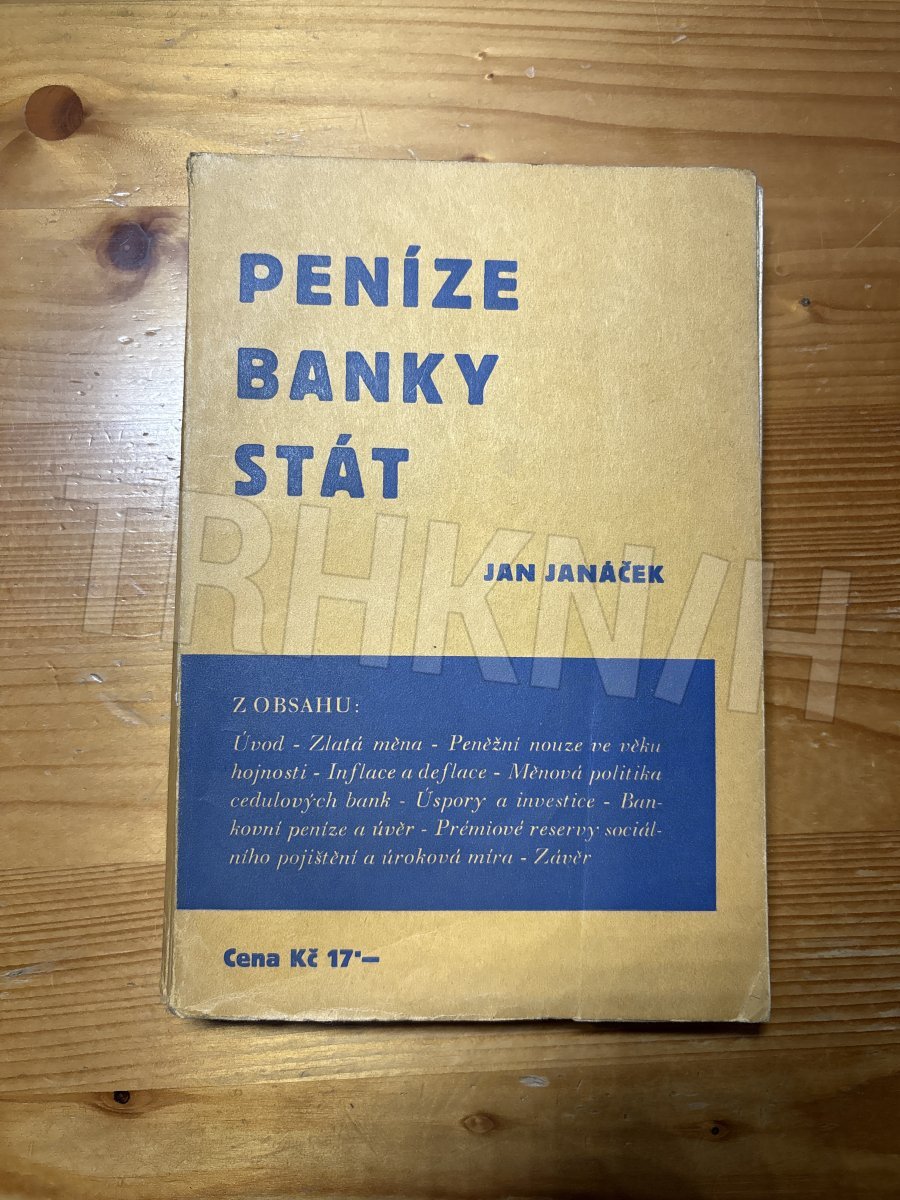 PENÍZE
BANKY
STÁT
JAN JANÁČEK
Z OBSAHU:
Úvod - Zlatá měna - Peněžní nouze ve věku
hojnosti - Inflace a deflace - Měnová politika
cedulových bank - Úspory a investice - Ban-
kovní peníze a úvěr - Prémiové reservy sociál-
ního pojištění a úroková míra - Závěr
Cena Kč 17·—
TRHKNIH